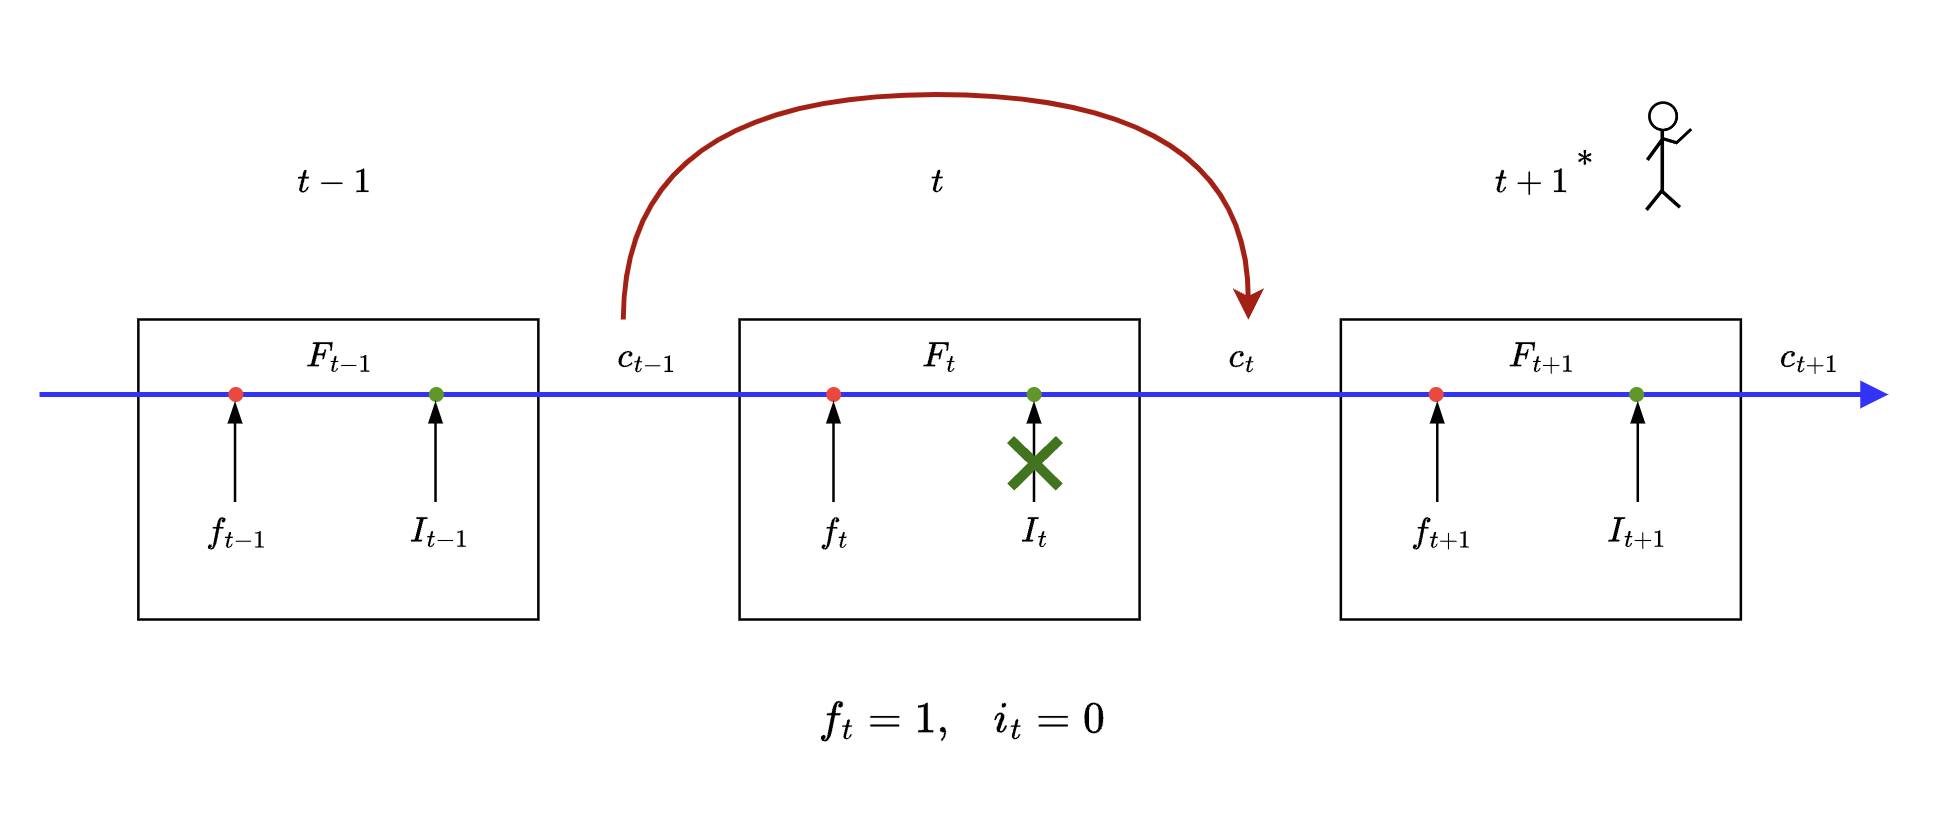 t − 1 t t + 1 *
F_{t−1} c_{t−1} F_t c_t F_{t+1} c_{t+1}
f_{t−1} I_{t−1} f_t I_t f_{t+1} I_{t+1}
f_t = 1, i_t = 0